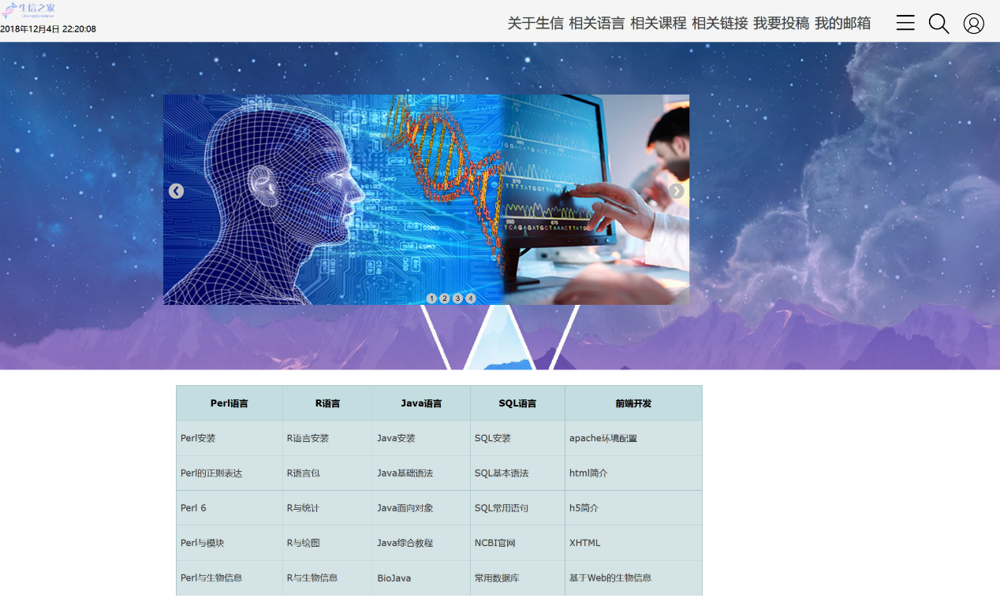 生信之家
ShengXinHome
2018年12月4日 22:20:08
关于生信 相关语言 相关课程 相关链接 我要投稿 我的邮箱
1 2 3 4
Perl语言 R语言 Java语言 SQL语言 前端开发
Perl安装 R语言安装 Java安装 SQL安装 apache环境配置
Perl的正则表达 R语言包 Java基础语法 SQL基本语法 html简介
Perl 6 R与统计 Java面向对象 SQL常用语句 h5简介
Perl与模块 R与绘图 Java综合教程 NCBI官网 XHTML
Perl与生物信息 R与生物信息 BioJava 常用数据库 基于Web的生物信息